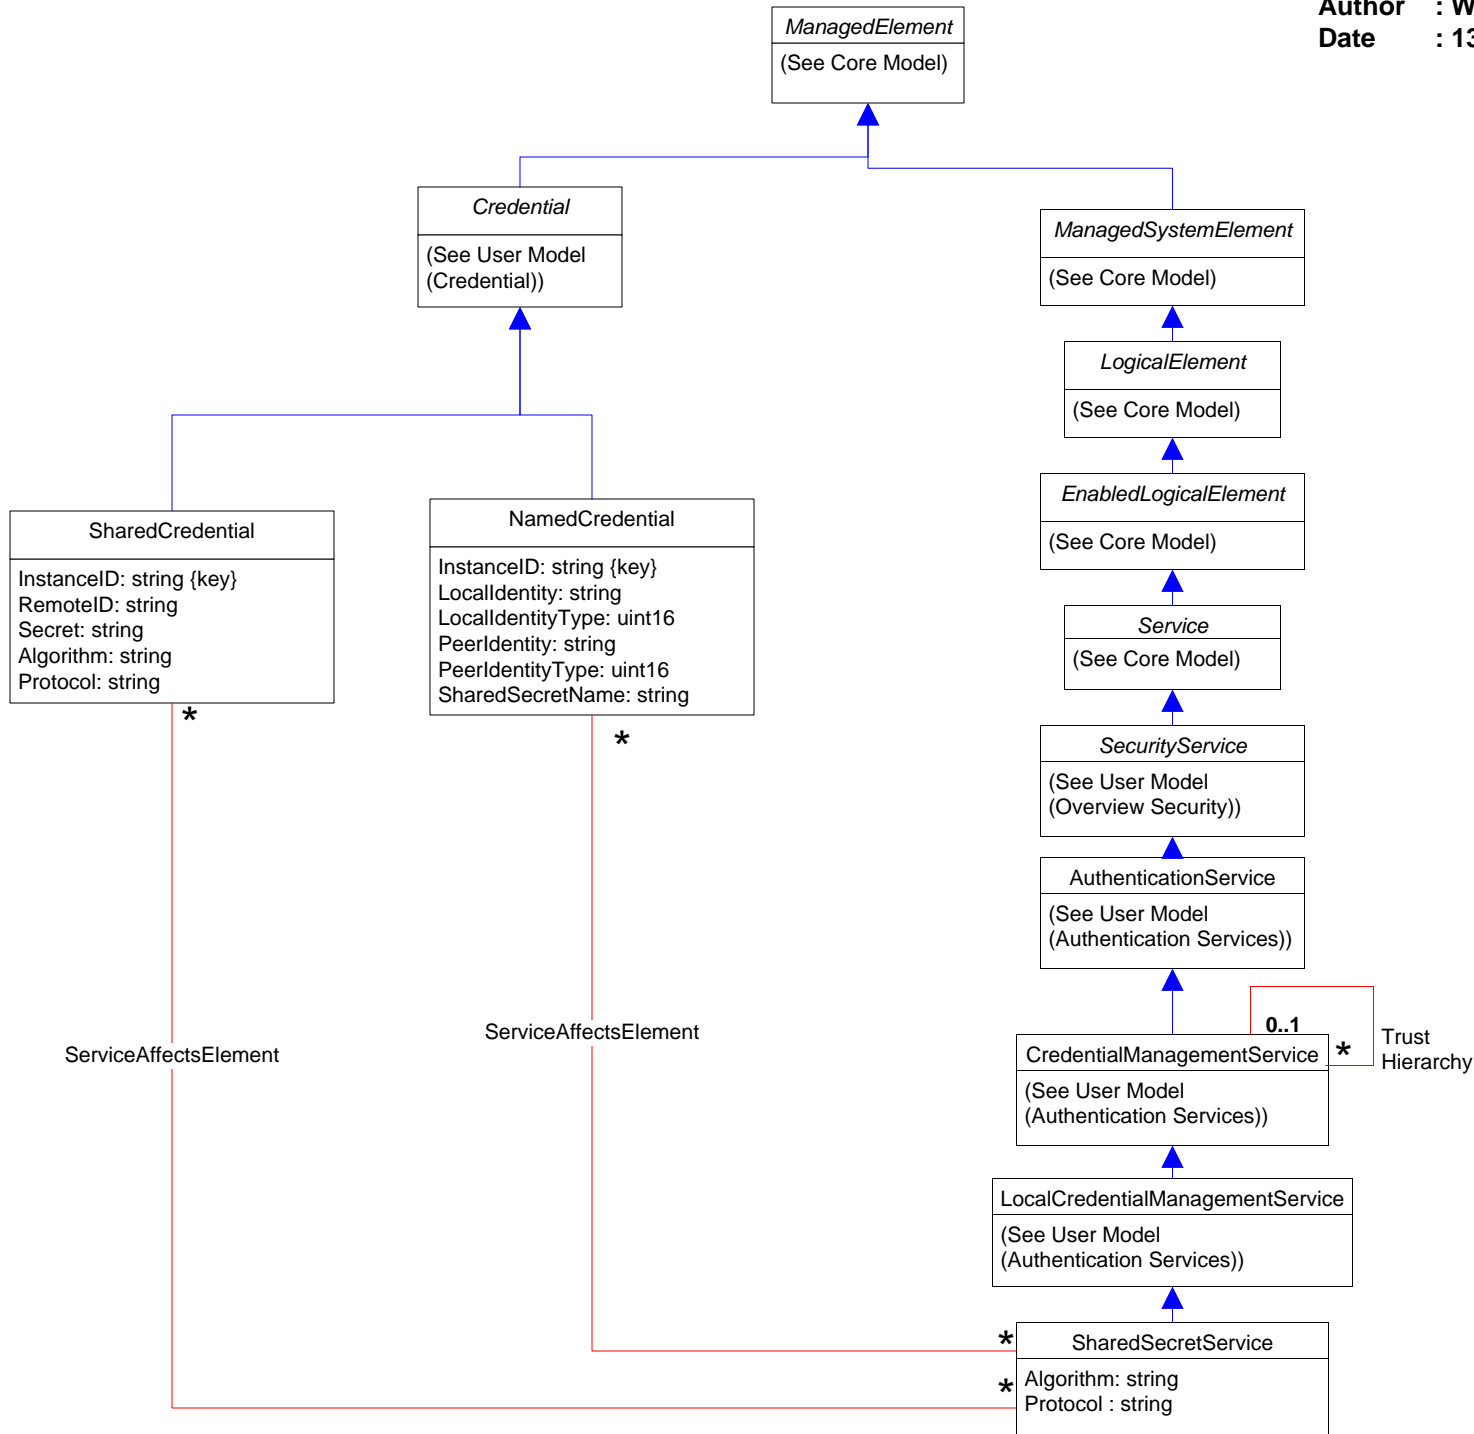 Author : W
Date : 13
ManagedElement
(See Core Model)
Credential
(See User Model
(Credential))
ManagedSystemElement
(See Core Model)
LogicalElement
(See Core Model)
EnabledLogicalElement
(See Core Model)
SharedCredential
InstanceID: string {key}
RemoteID: string
Secret: string
Algorithm: string
Protocol: string
*
NamedCredential
InstanceID: string {key}
LocalIdentity: string
LocalIdentityType: uint16
PeerIdentity: string
PeerIdentityType: uint16
SharedSecretName: string
*
Service
(See Core Model)
SecurityService
(See User Model
(Overview Security))
AuthenticationService
(See User Model
(Authentication Services))
ServiceAffectsElement
ServiceAffectsElement
0..1
*
Trust
Hierarchy
CredentialManagementService
(See User Model
(Authentication Services))
LocalCredentialManagementService
(See User Model
(Authentication Services))
*
*
SharedSecretService
Algorithm: string
Protocol : string